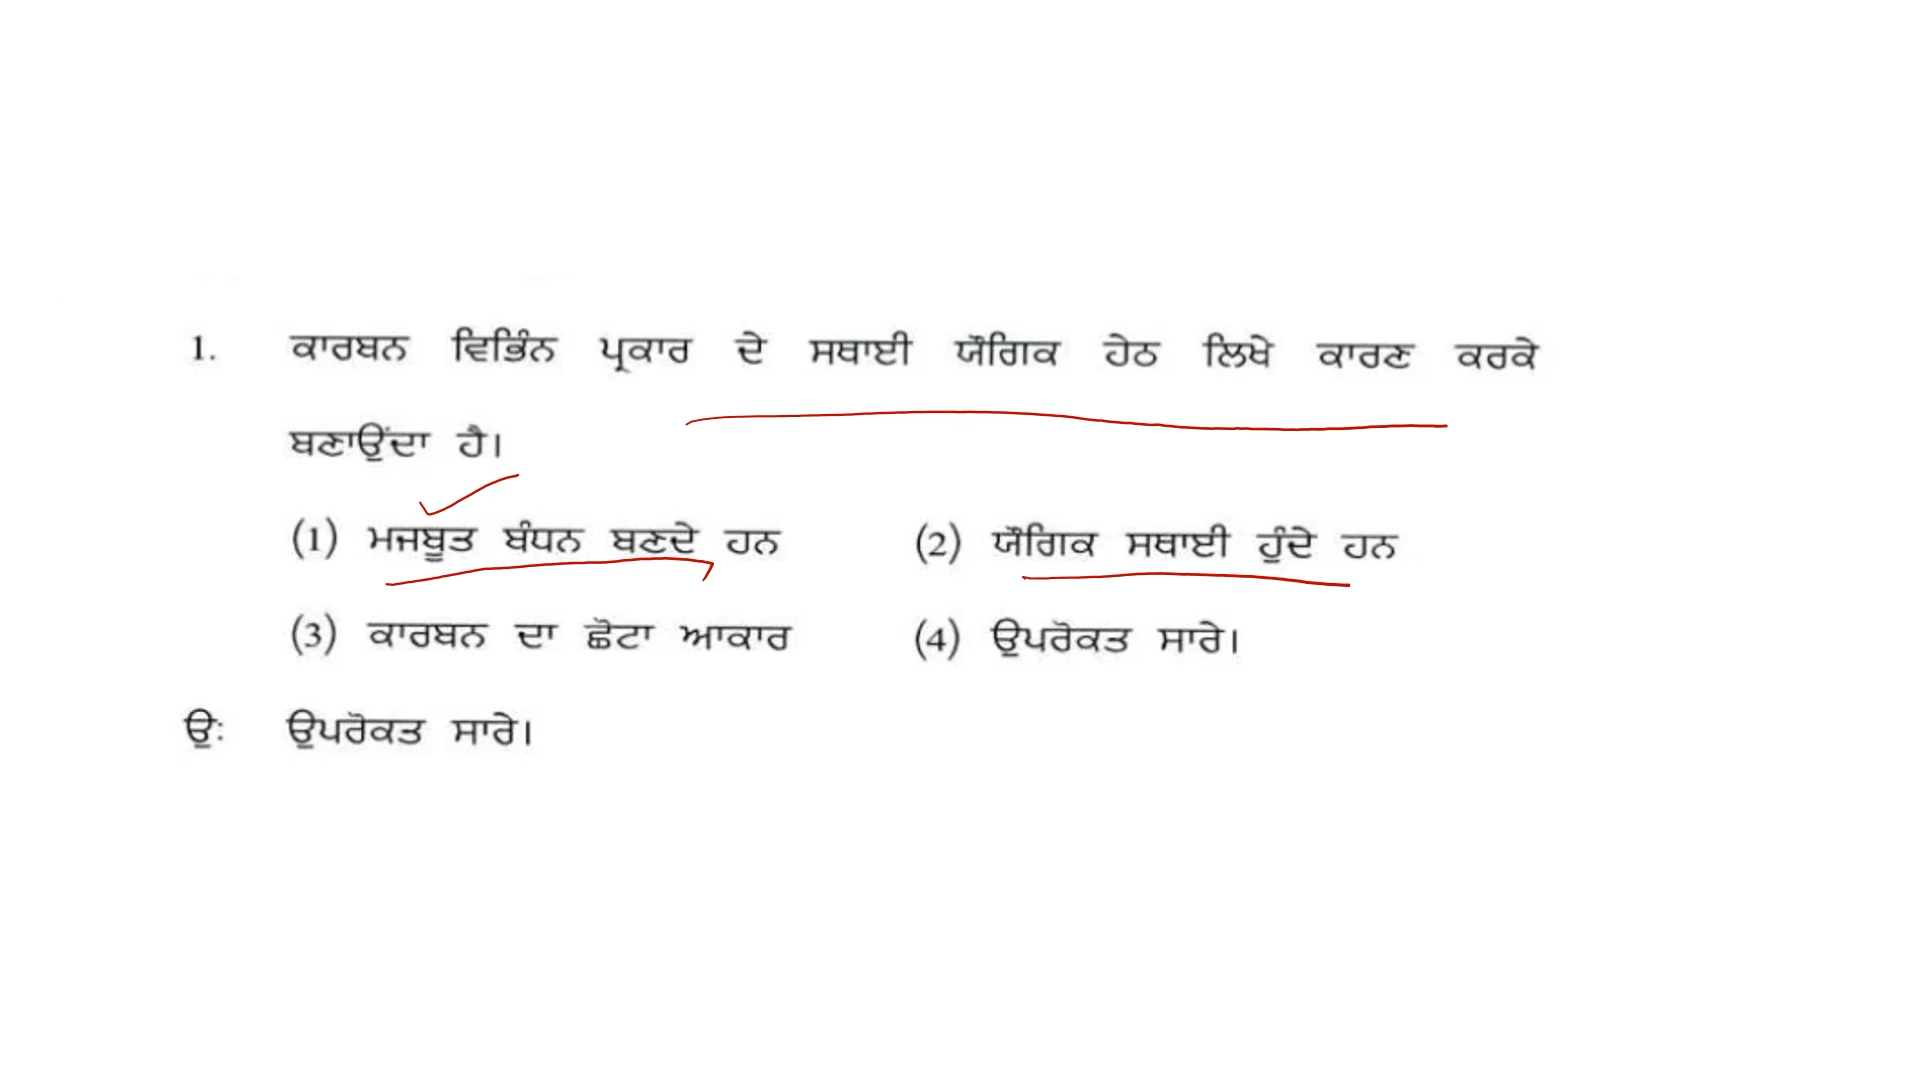 1. ਕਾਰਬਨ ਵਿਭਿੰਨ ਪ੍ਰਕਾਰ ਦੇ ਸਥਾਈ ਯੌਗਿਕ ਹੇਠ ਲਿਖੇ ਕਾਰਣ ਕਰਕੇ
ਬਣਾਉਂਦਾ ਹੈ।
(1) ਮਜਬੂਤ ਬੰਧਨ ਬਣਦੇ ਹਨ (2) ਯੌਗਿਕ ਸਥਾਈ ਹੁੰਦੇ ਹਨ
(3) ਕਾਰਬਨ ਦਾ ਛੋਟਾ ਆਕਾਰ (4) ਉਪਰੋਕਤ ਸਾਰੇ।
ਉ: ਉਪਰੋਕਤ ਸਾਰੇ।